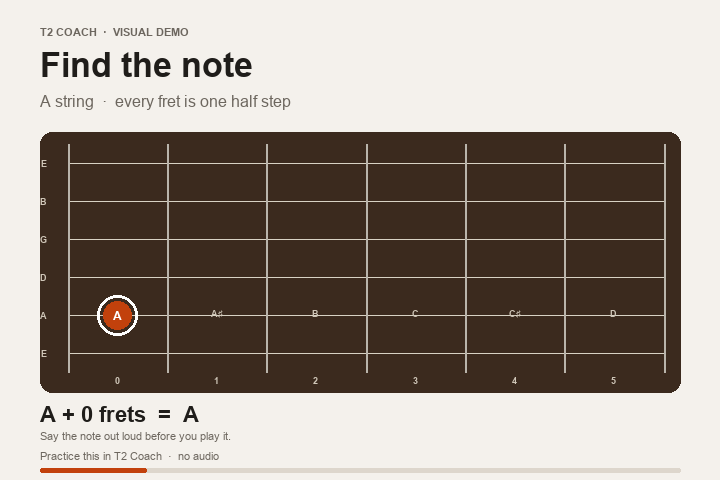 T2 COACH · VISUAL DEMO
Find the note
A string · every fret is one half step
E
B
G
D
A A A♯ B C C♯ D
E
0 1 2 3 4 5
A + 0 frets = A
Say the note out loud before you play it.
Practice this in T2 Coach · no audio